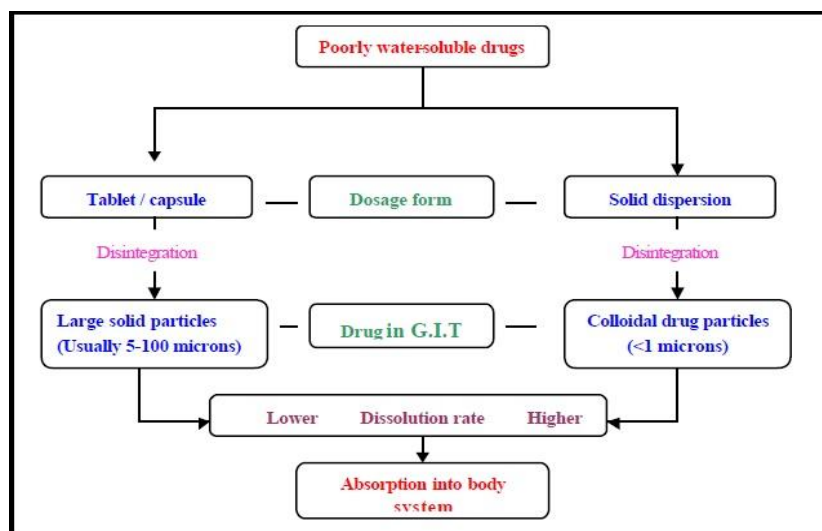 Poorly water-soluble drugs
Tablet / capsule
Dosage form
Solid dispersion
Disintegration
Disintegration
Large solid particles
(Usually 5-100 microns)
Drug in G.I.T
Colloidal drug particles
(<1 microns)
Lower Dissolution rate Higher
Absorption into body
system